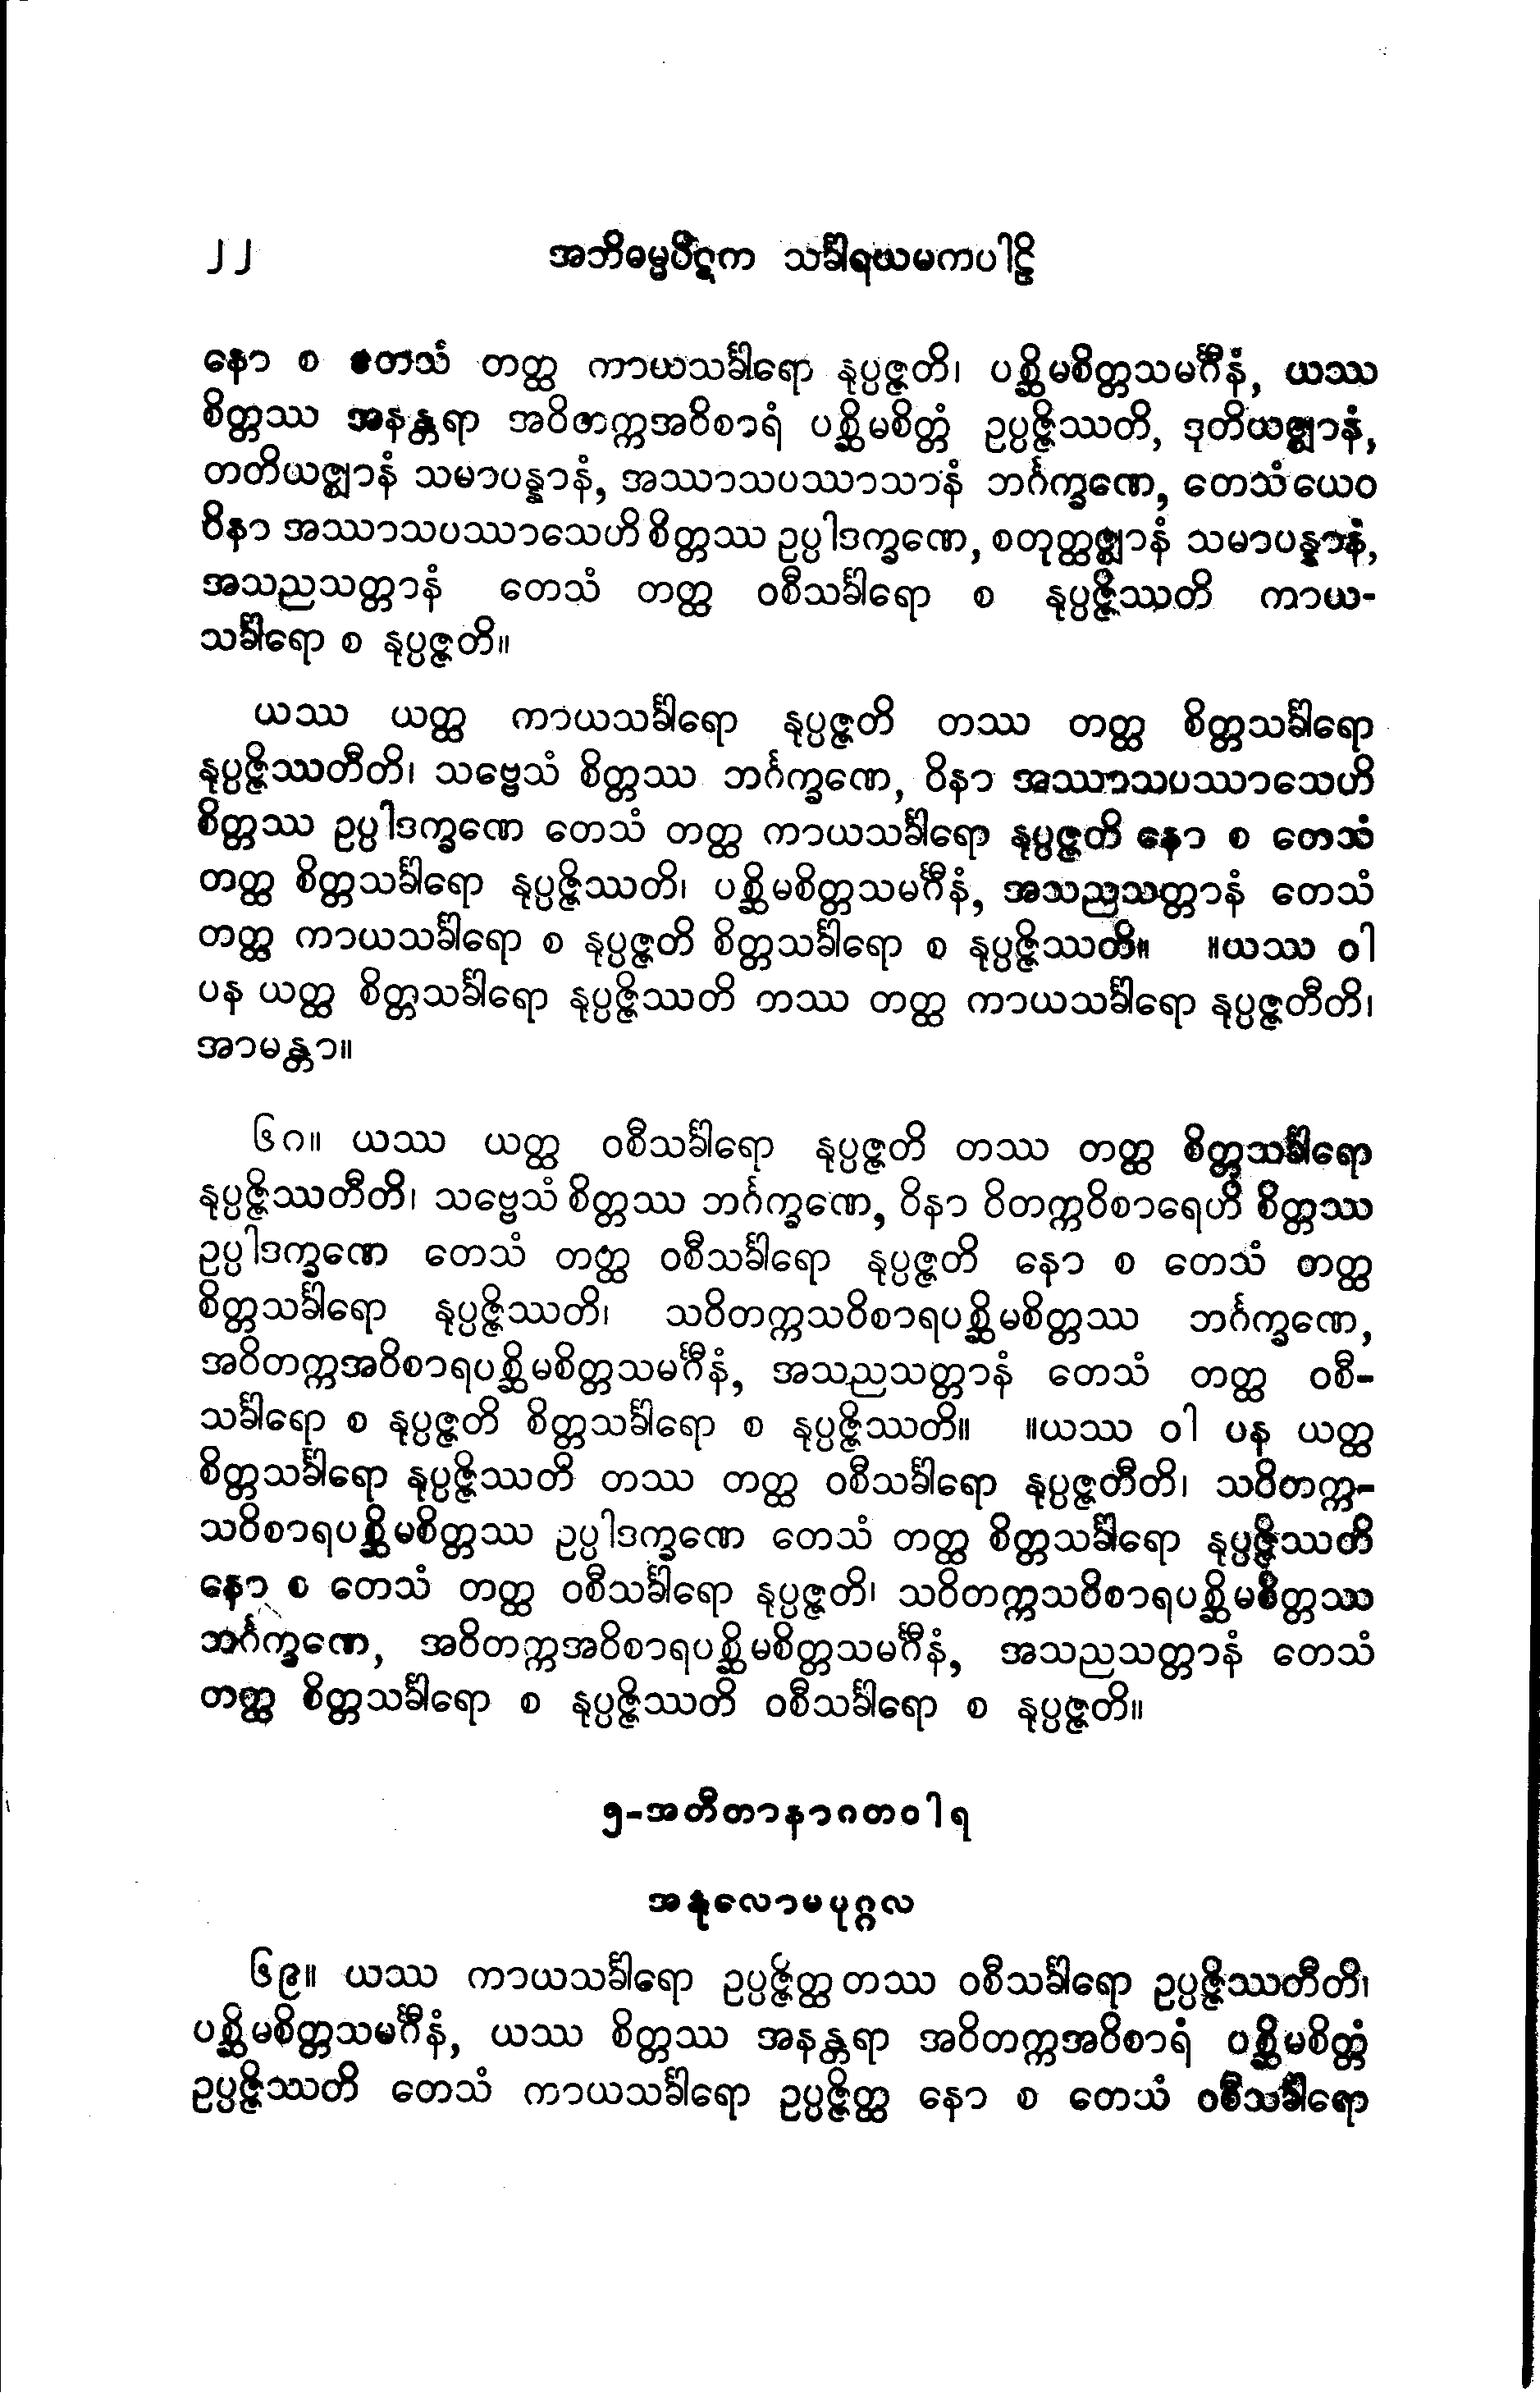 ၂၂ အဘိဓမ္မပိဋက သင်္ခါရယမကပါဠိ
နော စ တေသံ တတ္ထ ကာယသင်္ခါရော နုပ္ပဇ္ဇတိ၊ ပစ္ဆိမစိတ္တသမင်္ဂီနံ, ယဿ
စိတ္တဿ အနန္တရာ အဝိတက္ကအဝိစာရံ ပစ္ဆိမစိတ္တံ ဥပ္ပဇ္ဇိဿတိ, ဒုတိယဇ္ဈာနံ,
တတိယဇ္ဈာနံ သမာပန္နာနံ, အဿာသပဿာသာနံ ဘင်္ဂက္ခဏေ, တေသံယေဝ
ဝိနာ အဿာသပဿာသေဟိ စိတ္တဿ ဥပ္ပါဒက္ခဏေ, စတုတ္ထဇ္ဈာနံ သမာပန္နာနံ,
အသညသတ္တာနံ တေသံ တတ္ထ ဝစီသင်္ခါရော စ နုပ္ပဇ္ဇိဿတိ ကာယ-
သင်္ခါရော စ နုပ္ပဇ္ဇတိ။
ယဿ ယတ္ထ ကာယသင်္ခါရော နုပ္ပဇ္ဇတိ တဿ တတ္ထ စိတ္တသင်္ခါရော
နုပ္ပဇ္ဇိဿတီတိ၊ သဗ္ဗေသံ စိတ္တဿ ဘင်္ဂက္ခဏေ, ဝိနာ အဿာသပဿာသေဟိ
စိတ္တဿ ဥပ္ပါဒက္ခဏေ တေသံ တတ္ထ ကာယသင်္ခါရော နုပ္ပဇ္ဇတိ နော စ တေသံ
တတ္ထ စိတ္တသင်္ခါရော နုပ္ပဇ္ဇိဿတိ၊ ပစ္ဆိမစိတ္တသမင်္ဂီနံ, အသညသတ္တာနံ တေသံ
တတ္ထ ကာယသင်္ခါရော စ နုပ္ပဇ္ဇတိ စိတ္တသင်္ခါရော စ နုပ္ပဇ္ဇိဿတိ။ ။ယဿ ဝါ
ပန ယတ္ထ စိတ္တသင်္ခါရော နုပ္ပဇ္ဇိဿတိ တဿ တတ္ထ ကာယသင်္ခါရော နုပ္ပဇ္ဇတီတိ၊
အာမန္တာ။
၆၈။ ယဿ ယတ္ထ ဝစီသင်္ခါရော နုပ္ပဇ္ဇတိ တဿ တတ္ထ စိတ္တသင်္ခါရော
နုပ္ပဇ္ဇိဿတီတိ၊ သဗ္ဗေသံ စိတ္တဿ ဘင်္ဂက္ခဏေ, ဝိနာ ဝိတက္ကဝိစာရေဟိ စိတ္တဿ
ဥပ္ပါဒက္ခဏေ တေသံ တတ္ထ ဝစီသင်္ခါရော နုပ္ပဇ္ဇတိ နော စ တေသံ တတ္ထ
စိတ္တသင်္ခါရော နုပ္ပဇ္ဇိဿတိ၊ သဝိတက္ကသဝိစာရပစ္ဆိမစိတ္တဿ ဘင်္ဂက္ခဏေ,
အဝိတက္ကအဝိစာရပစ္ဆိမစိတ္တသမင်္ဂီနံ, အသညသတ္တာနံ တေသံ တတ္ထ ဝစီ-
သင်္ခါရော စ နုပ္ပဇ္ဇတိ စိတ္တသင်္ခါရော စ နုပ္ပဇ္ဇိဿတိ။ ။ယဿ ဝါ ပန ယတ္ထ
စိတ္တသင်္ခါရော နုပ္ပဇ္ဇိဿတိ တဿ တတ္ထ ဝစီသင်္ခါရော နုပ္ပဇ္ဇတီတိ၊ သဝိတက္က-
သဝိစာရပစ္ဆိမစိတ္တဿ ဥပ္ပါဒက္ခဏေ တေသံ တတ္ထ စိတ္တသင်္ခါရော နုပ္ပဇ္ဇိဿတိ
နော စ တေသံ တတ္ထ ဝစီသင်္ခါရော နုပ္ပဇ္ဇတိ၊ သဝိတက္ကသဝိစာရပစ္ဆိမစိတ္တဿ
ဘင်္ဂက္ခဏေ, အဝိတက္ကအဝိစာရပစ္ဆိမစိတ္တသမင်္ဂီနံ, အသညသတ္တာနံ တေသံ
တတ္ထ စိတ္တသင်္ခါရော စ နုပ္ပဇ္ဇိဿတိ ဝစီသင်္ခါရော စ နုပ္ပဇ္ဇတိ။
၅-အတီတာနာဂတဝါရ
အနုလောမပုဂ္ဂလ
၆၉။ ယဿ ကာယသင်္ခါရော ဥပ္ပဇ္ဇိတ္ထ တဿ ဝစီသင်္ခါရော ဥပ္ပဇ္ဇိဿတီတိ၊
ပစ္ဆိမစိတ္တသမင်္ဂီနံ, ယဿ စိတ္တဿ အနန္တရာ အဝိတက္ကအဝိစာရံ ပစ္ဆိမစိတ္တံ
ဥပ္ပဇ္ဇိဿတိ တေသံ ကာယသင်္ခါရော ဥပ္ပဇ္ဇိတ္ထ နော စ တေသံ ဝစီသင်္ခါရော